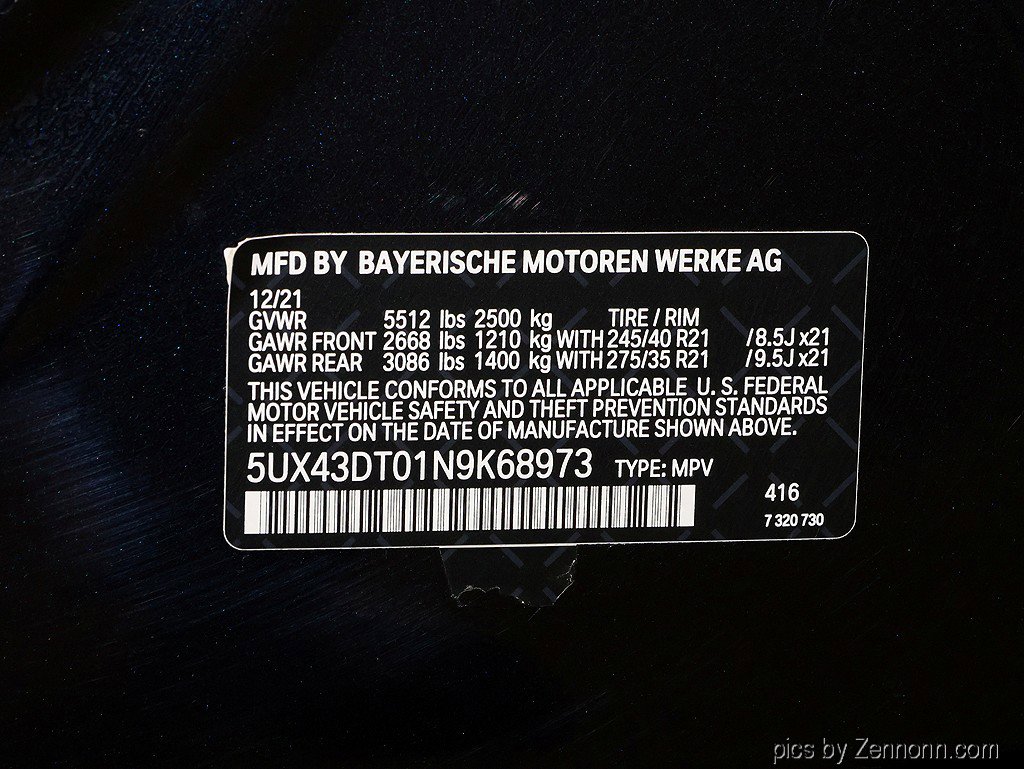 MFD BY BAYERISCHE MOTOREN WERKE AG
12/21
GVWR 5512 lbs 2500 kg TIRE / RIM
GAWR FRONT 2668 lbs 1210 kg WITH 245/40 R21 /8.5J x21
GAWR REAR 3086 lbs 1400 kg WITH 275/35 R21 /9.5J x21
THIS VEHICLE CONFORMS TO ALL APPLICABLE U. S. FEDERAL
MOTOR VEHICLE SAFETY AND THEFT PREVENTION STANDARDS
IN EFFECT ON THE DATE OF MANUFACTURE SHOWN ABOVE.
5UX43DT01N9K68973 TYPE: MPV
416
7 320 730
pics by Zennonn.com